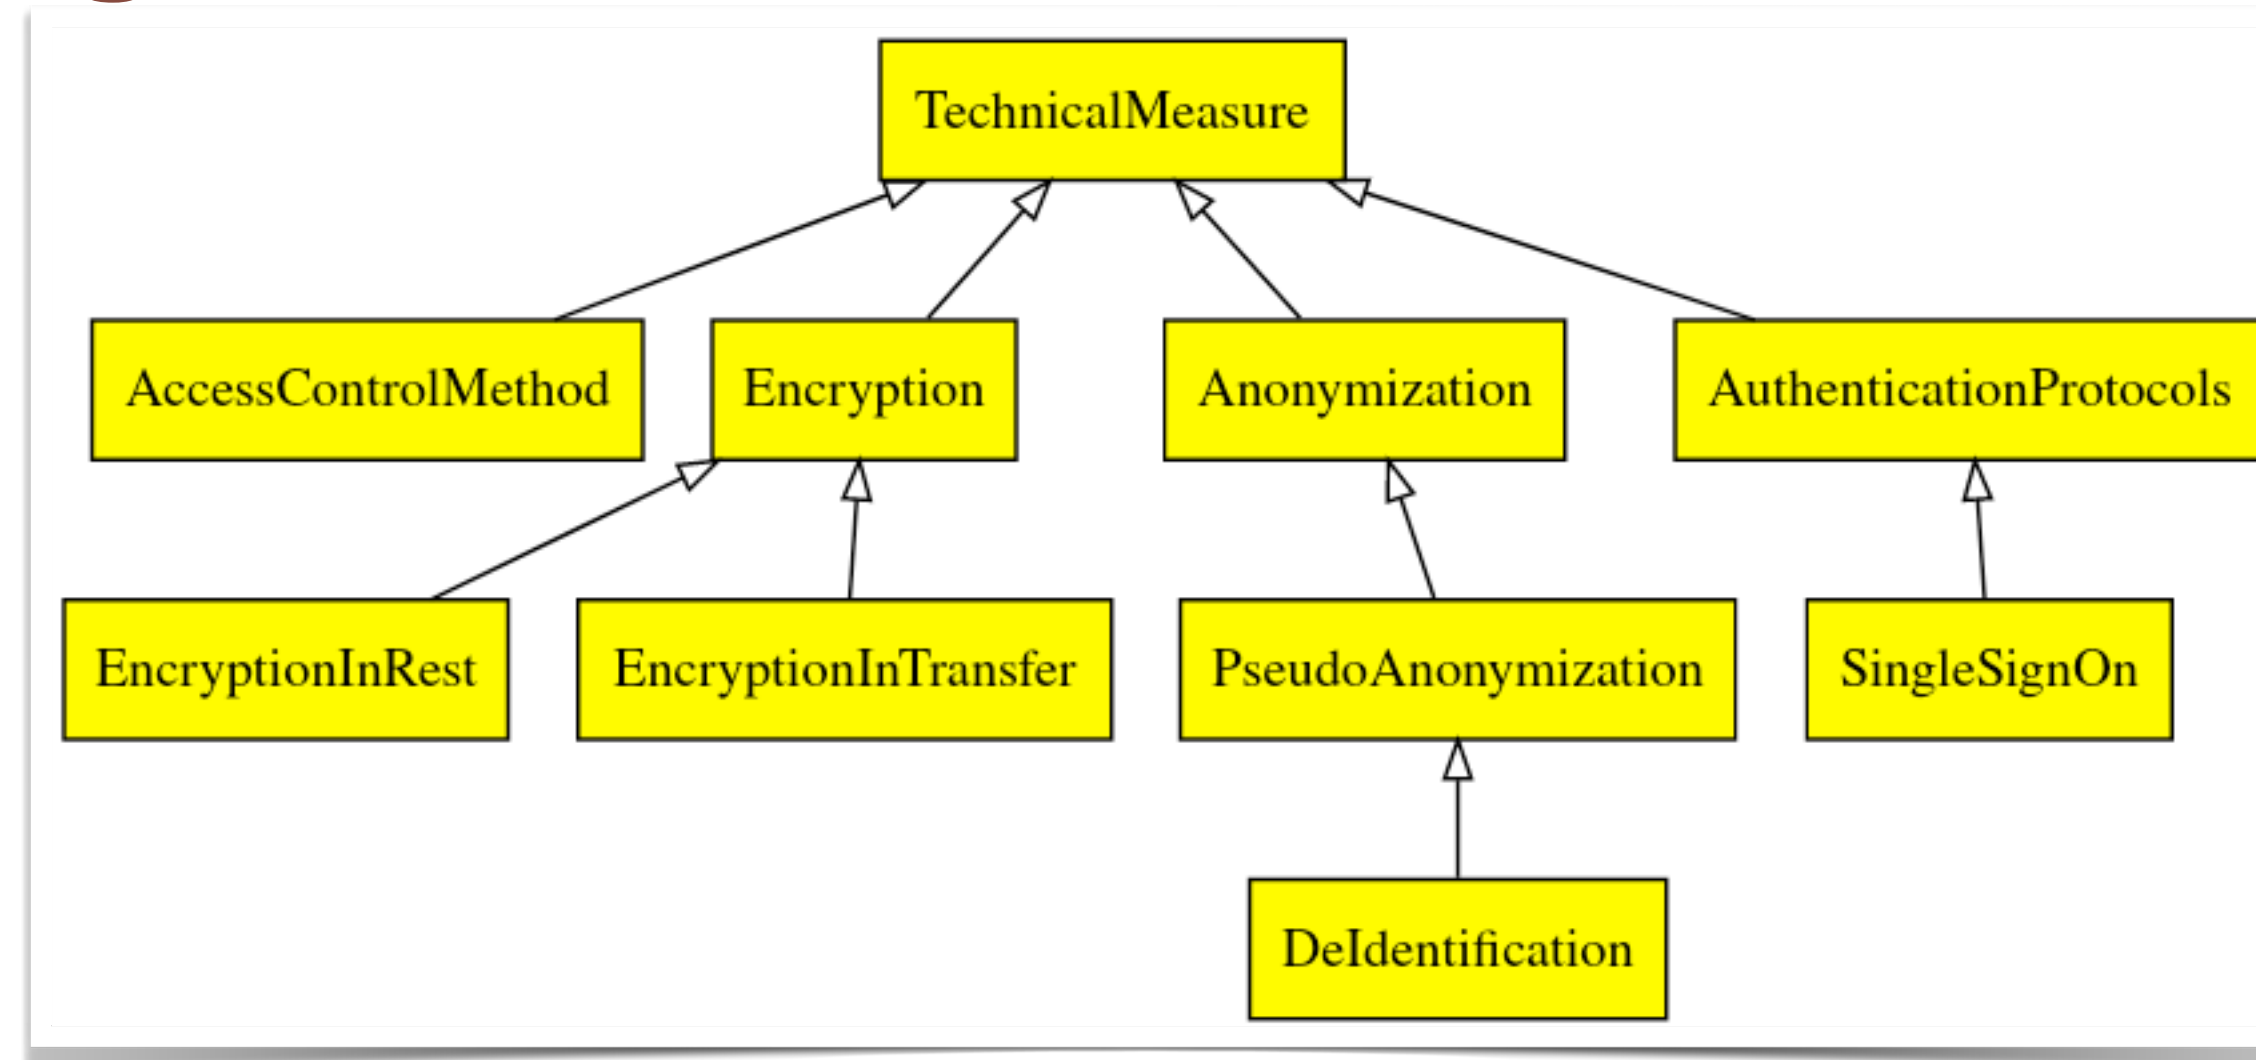 TechnicalMeasure
AccessControlMethod
Encryption
Anonymization
AuthenticationProtocols
EncryptionInRest
EncryptionInTransfer
PseudoAnonymization
SingleSignOn
DeIdentification